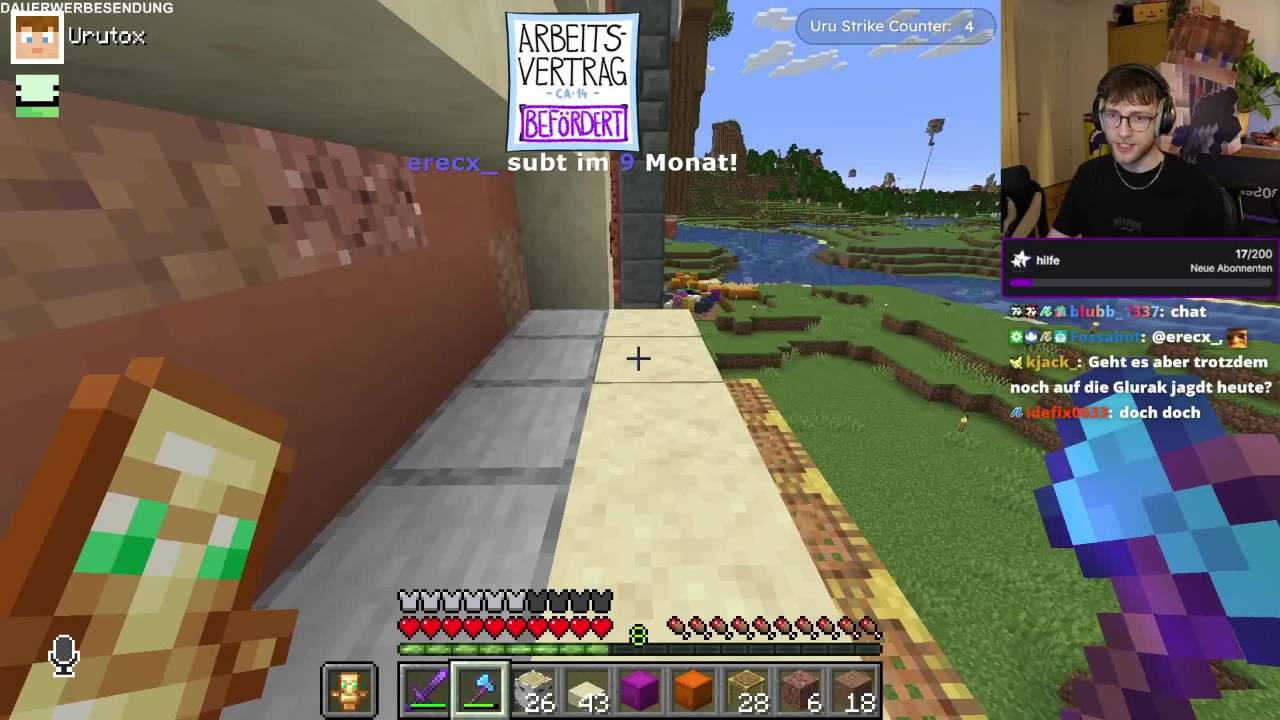 DAUERWERBESENDUNG
Urutox
ARBEITS-
VERTRAG
- CA·14 -
BEFÖRDERT
erecx_ subt im 9 Monat!
Uru Strike Counter: 4
hilfe
17/200
Neue Abonnenten
blubb_1337: chat
Fossabot: @erecx_,
kjack_: Geht es aber trotzdem
noch auf die Glurak jagdt heute?
idefix0633: doch doch
8
26
43
28
6
18